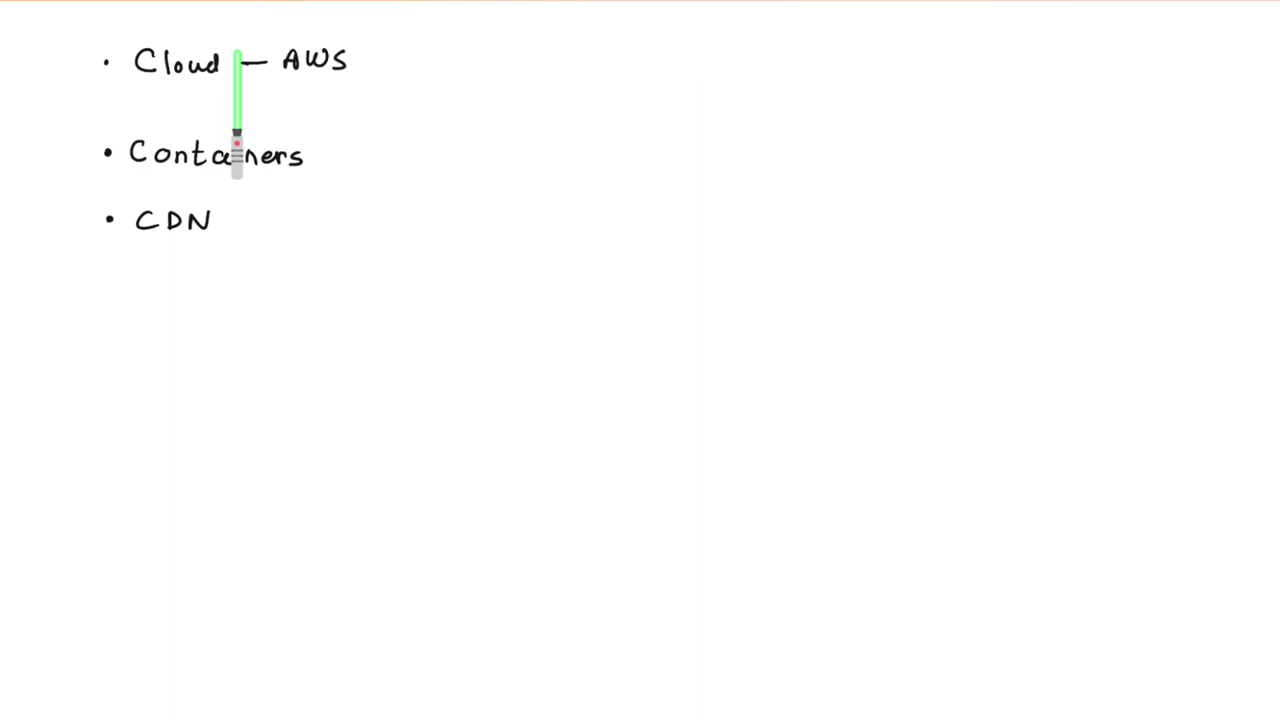 • Cloud — AWS
• Containers
• CDN